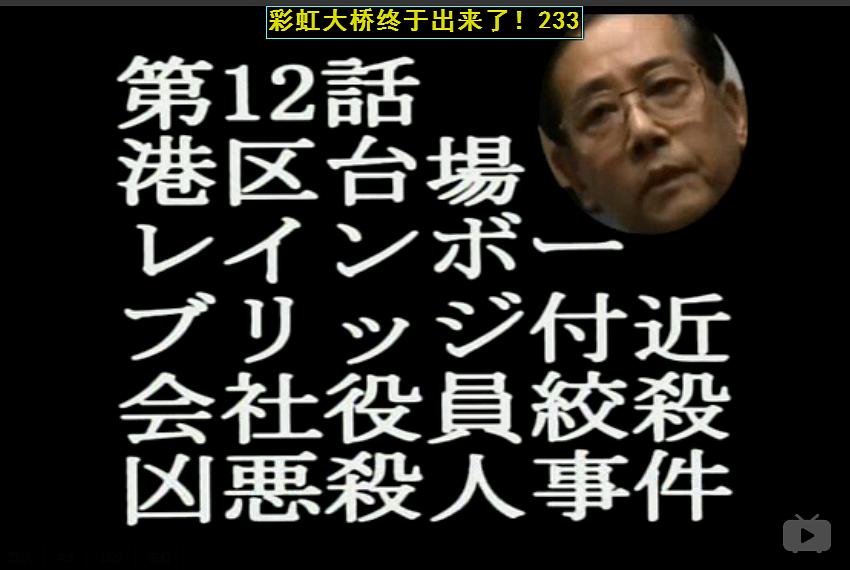 彩虹大桥终于出来了！233
第12話
港区台場
レインボー
ブリッジ付近
会社役員絞殺
凶悪殺人事件